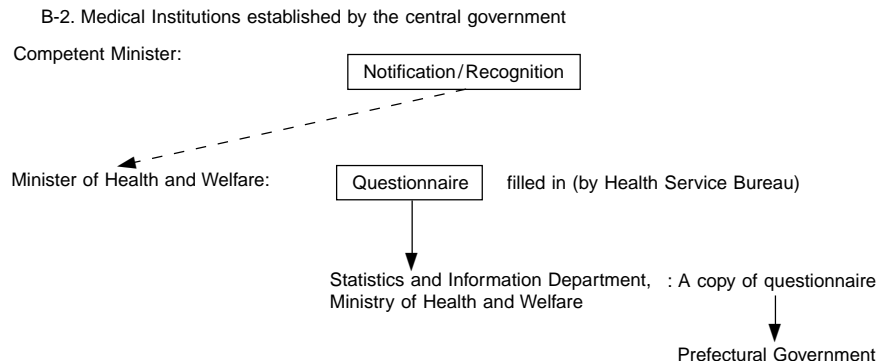 B-2. Medical Institutions established by the central government
Competent Minister:
Notification/Recognition
Minister of Health and Welfare: Questionnaire filled in (by Health Service Bureau)
Statistics and Information Department, : A copy of questionnaire
Ministry of Health and Welfare
Prefectural Government